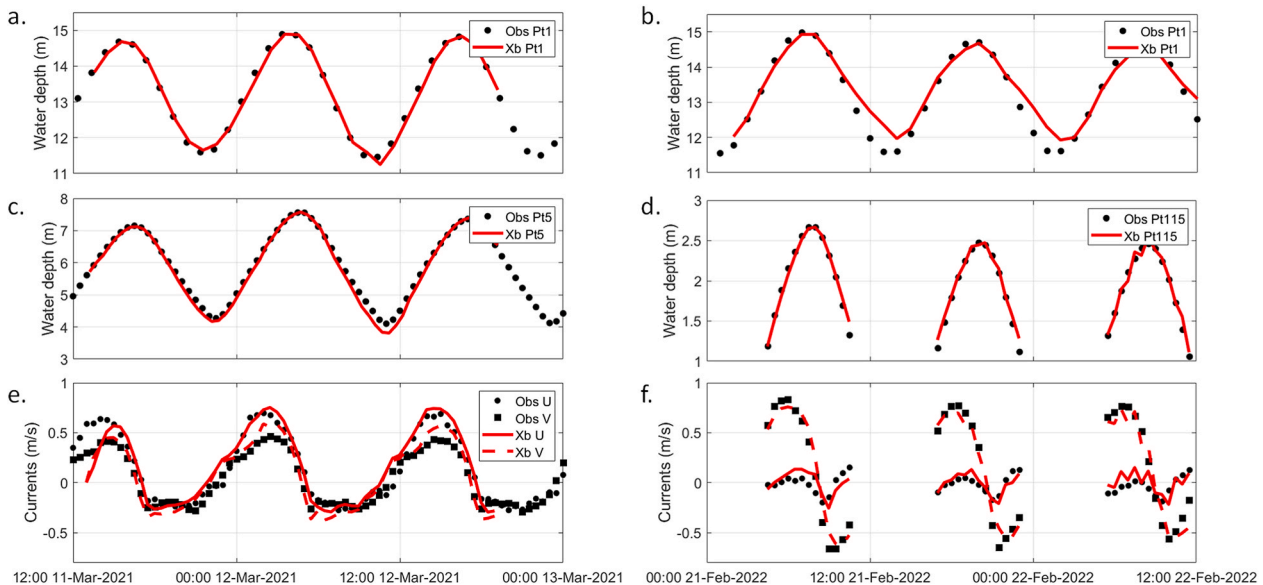 a.
Water depth (m)
15
14
13
12
11
Obs Pt1
Xb Pt1
b.
Water depth (m)
15
14
13
12
11
Obs Pt1
Xb Pt1
c.
Water depth (m)
8
7
6
5
4
3
Obs Pt5
Xb Pt5
d.
Water depth (m)
3
2.5
2
1.5
1
Obs Pt115
Xb Pt115
e.
Currents (m/s)
1
0.5
0
-0.5
Obs U
Obs V
Xb U
Xb V
12:00 11-Mar-2021 00:00 12-Mar-2021 12:00 12-Mar-2021 00:00 13-Mar-2021
f.
Currents (m/s)
1
0.5
0
-0.5
00:00 21-Feb-2022 12:00 21-Feb-2022 00:00 22-Feb-2022 12:00 22-Feb-2022